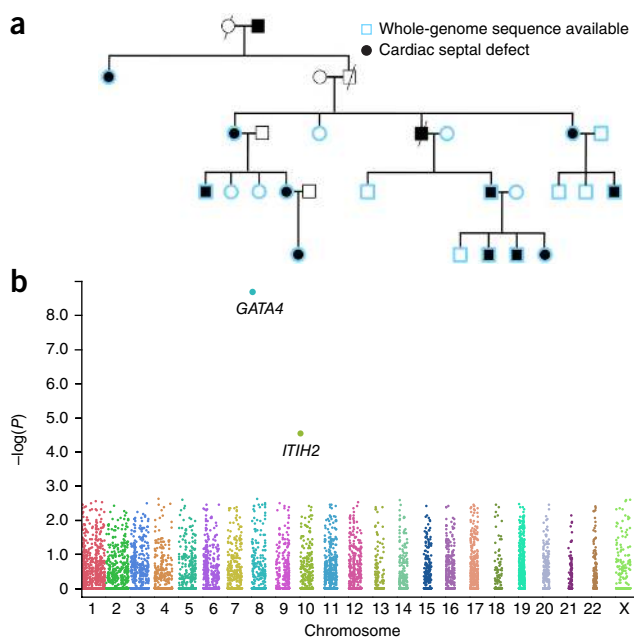 a
Whole-genome sequence available
Cardiac septal defect
b
GATA4
ITIH2
8.0
7.0
6.0
5.0
4.0
3.0
2.0
1.0
0
–log(P)
1 2 3 4 5 6 7 8 9 10 11 12 13 14 15 16 17 18 19 20 21 22 X
Chromosome